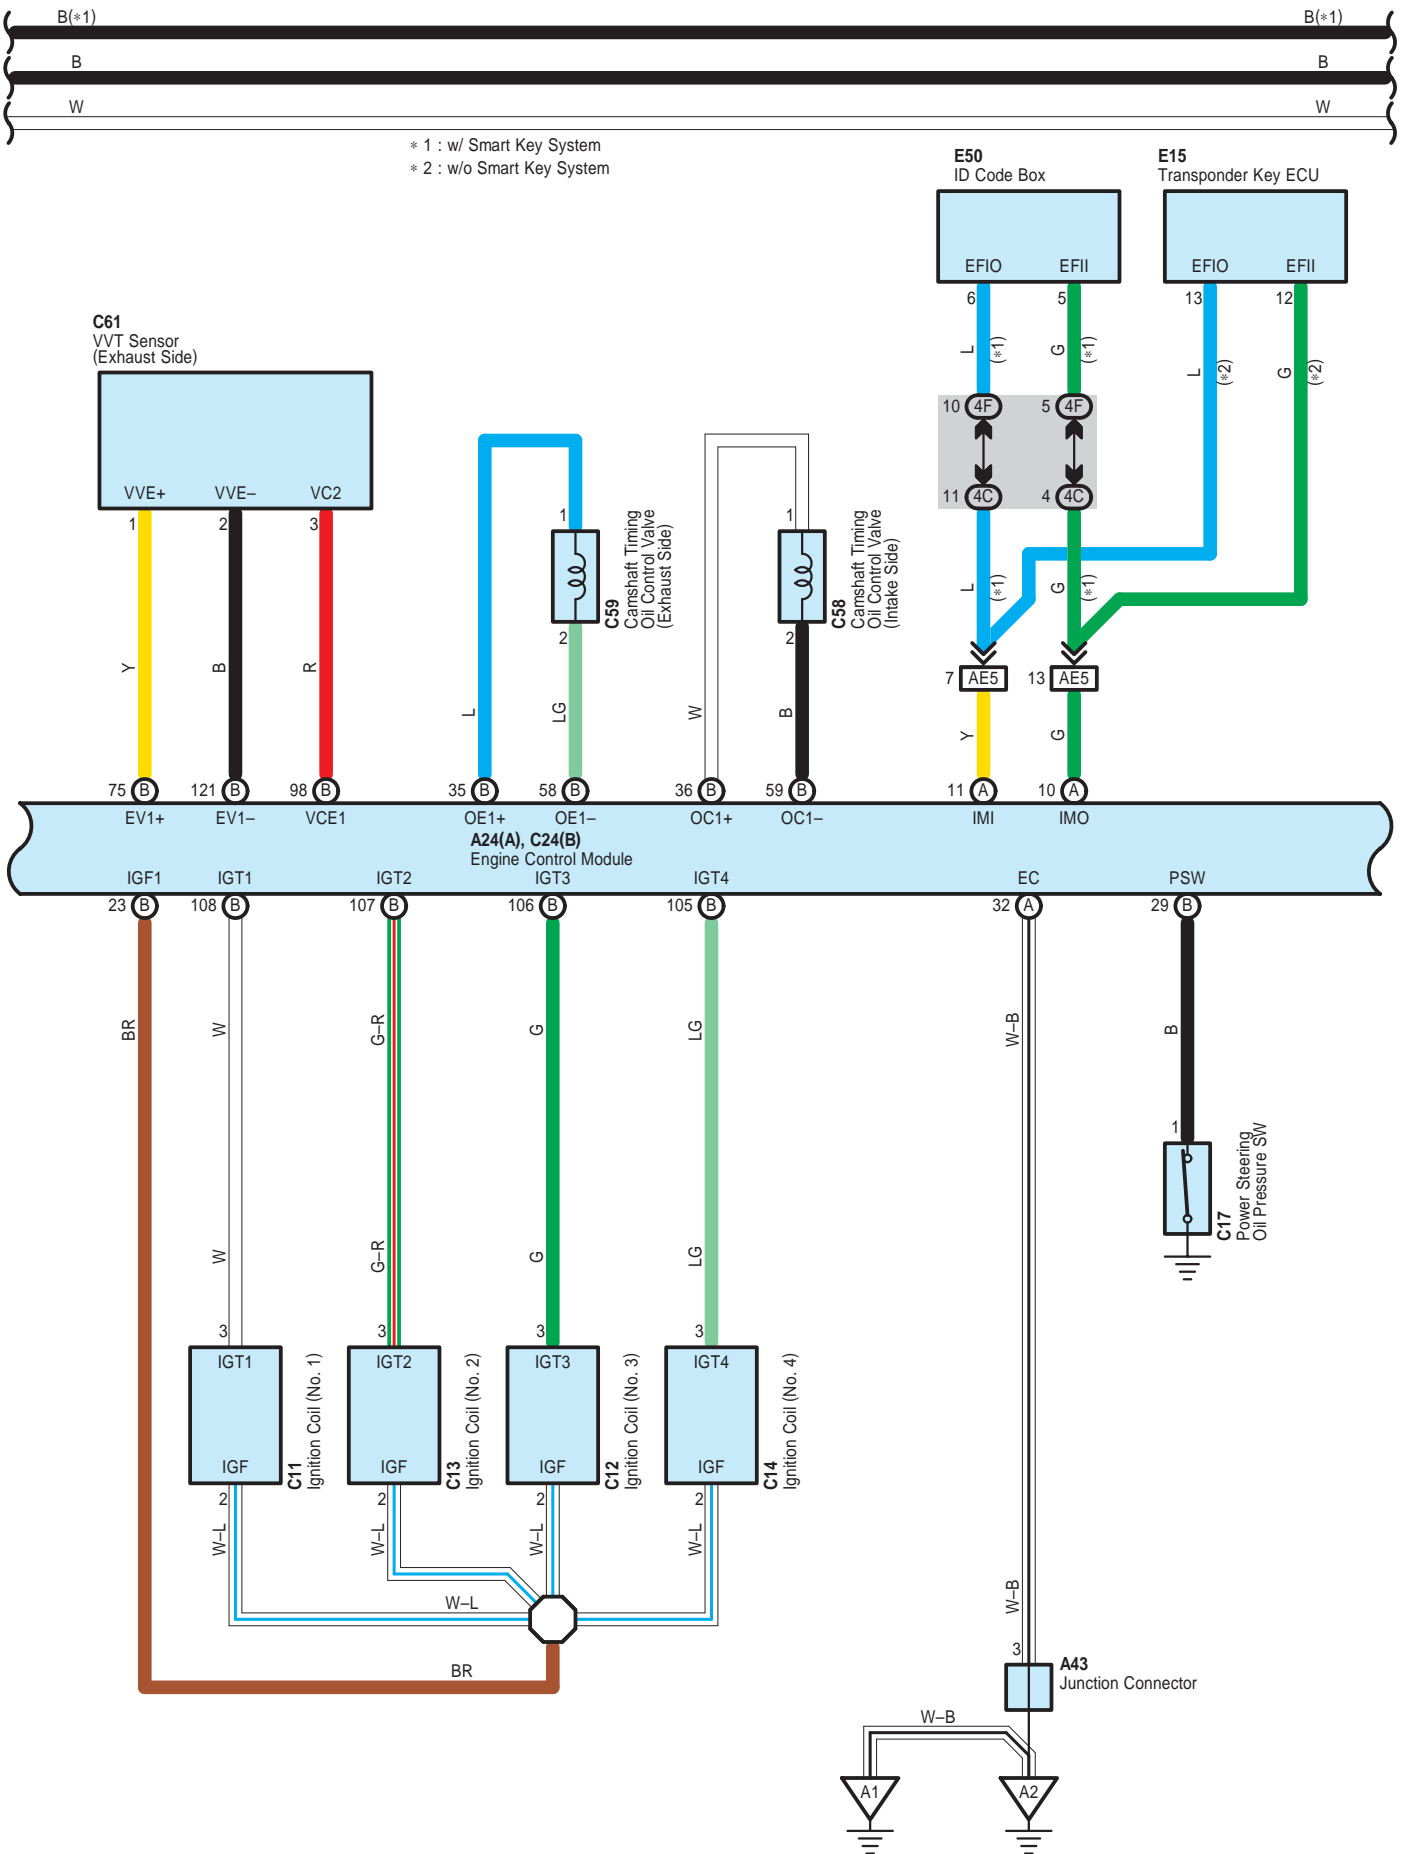 B(∗1) B(∗1)
B B
W W
∗ 1 : w/ Smart Key System
∗ 2 : w/o Smart Key System
E50
ID Code Box
E15
Transponder Key ECU
EFIO EFII EFIO EFII
6 5 13 12
L (∗1) G (∗1) L (∗2) G (∗2)
C61
VVT Sensor
(Exhaust Side)
VVE+ VVE– VC2
1 2 3
10 4F 5 4F
11 4C 4 4C
1
C59
Camshaft Timing
Oil Control Valve
(Exhaust Side)
2
1
C58
Camshaft Timing
Oil Control Valve
(Intake Side)
2
L (∗1) G (∗1)
7 AE5 13 AE5
Y B R L LG W B Y G
75 B 121 B 98 B 35 B 58 B 36 B 59 B 11 A 10 A
EV1+ EV1– VCE1 OE1+ OE1– OC1+ OC1– IMI IMO
A24(A), C24(B)
Engine Control Module
IGF1 IGT1 IGT2 IGT3 IGT4 EC PSW
23 B 108 B 107 B 106 B 105 B 32 A 29 B
BR W G–R G LG W–B B
1
C17
Power Steering
Oil Pressure SW
W G–R G LG
3 3 3 3
IGT1 IGT2 IGT3 IGT4
IGF IGF IGF IGF
C11
Ignition Coil (No. 1)
C13
Ignition Coil (No. 2)
C12
Ignition Coil (No. 3)
C14
Ignition Coil (No. 4)
2 2 2 2
W–L W–L W–L W–L
W–L
BR
W–B
3
A43
Junction Connector
W–B
A1 A2